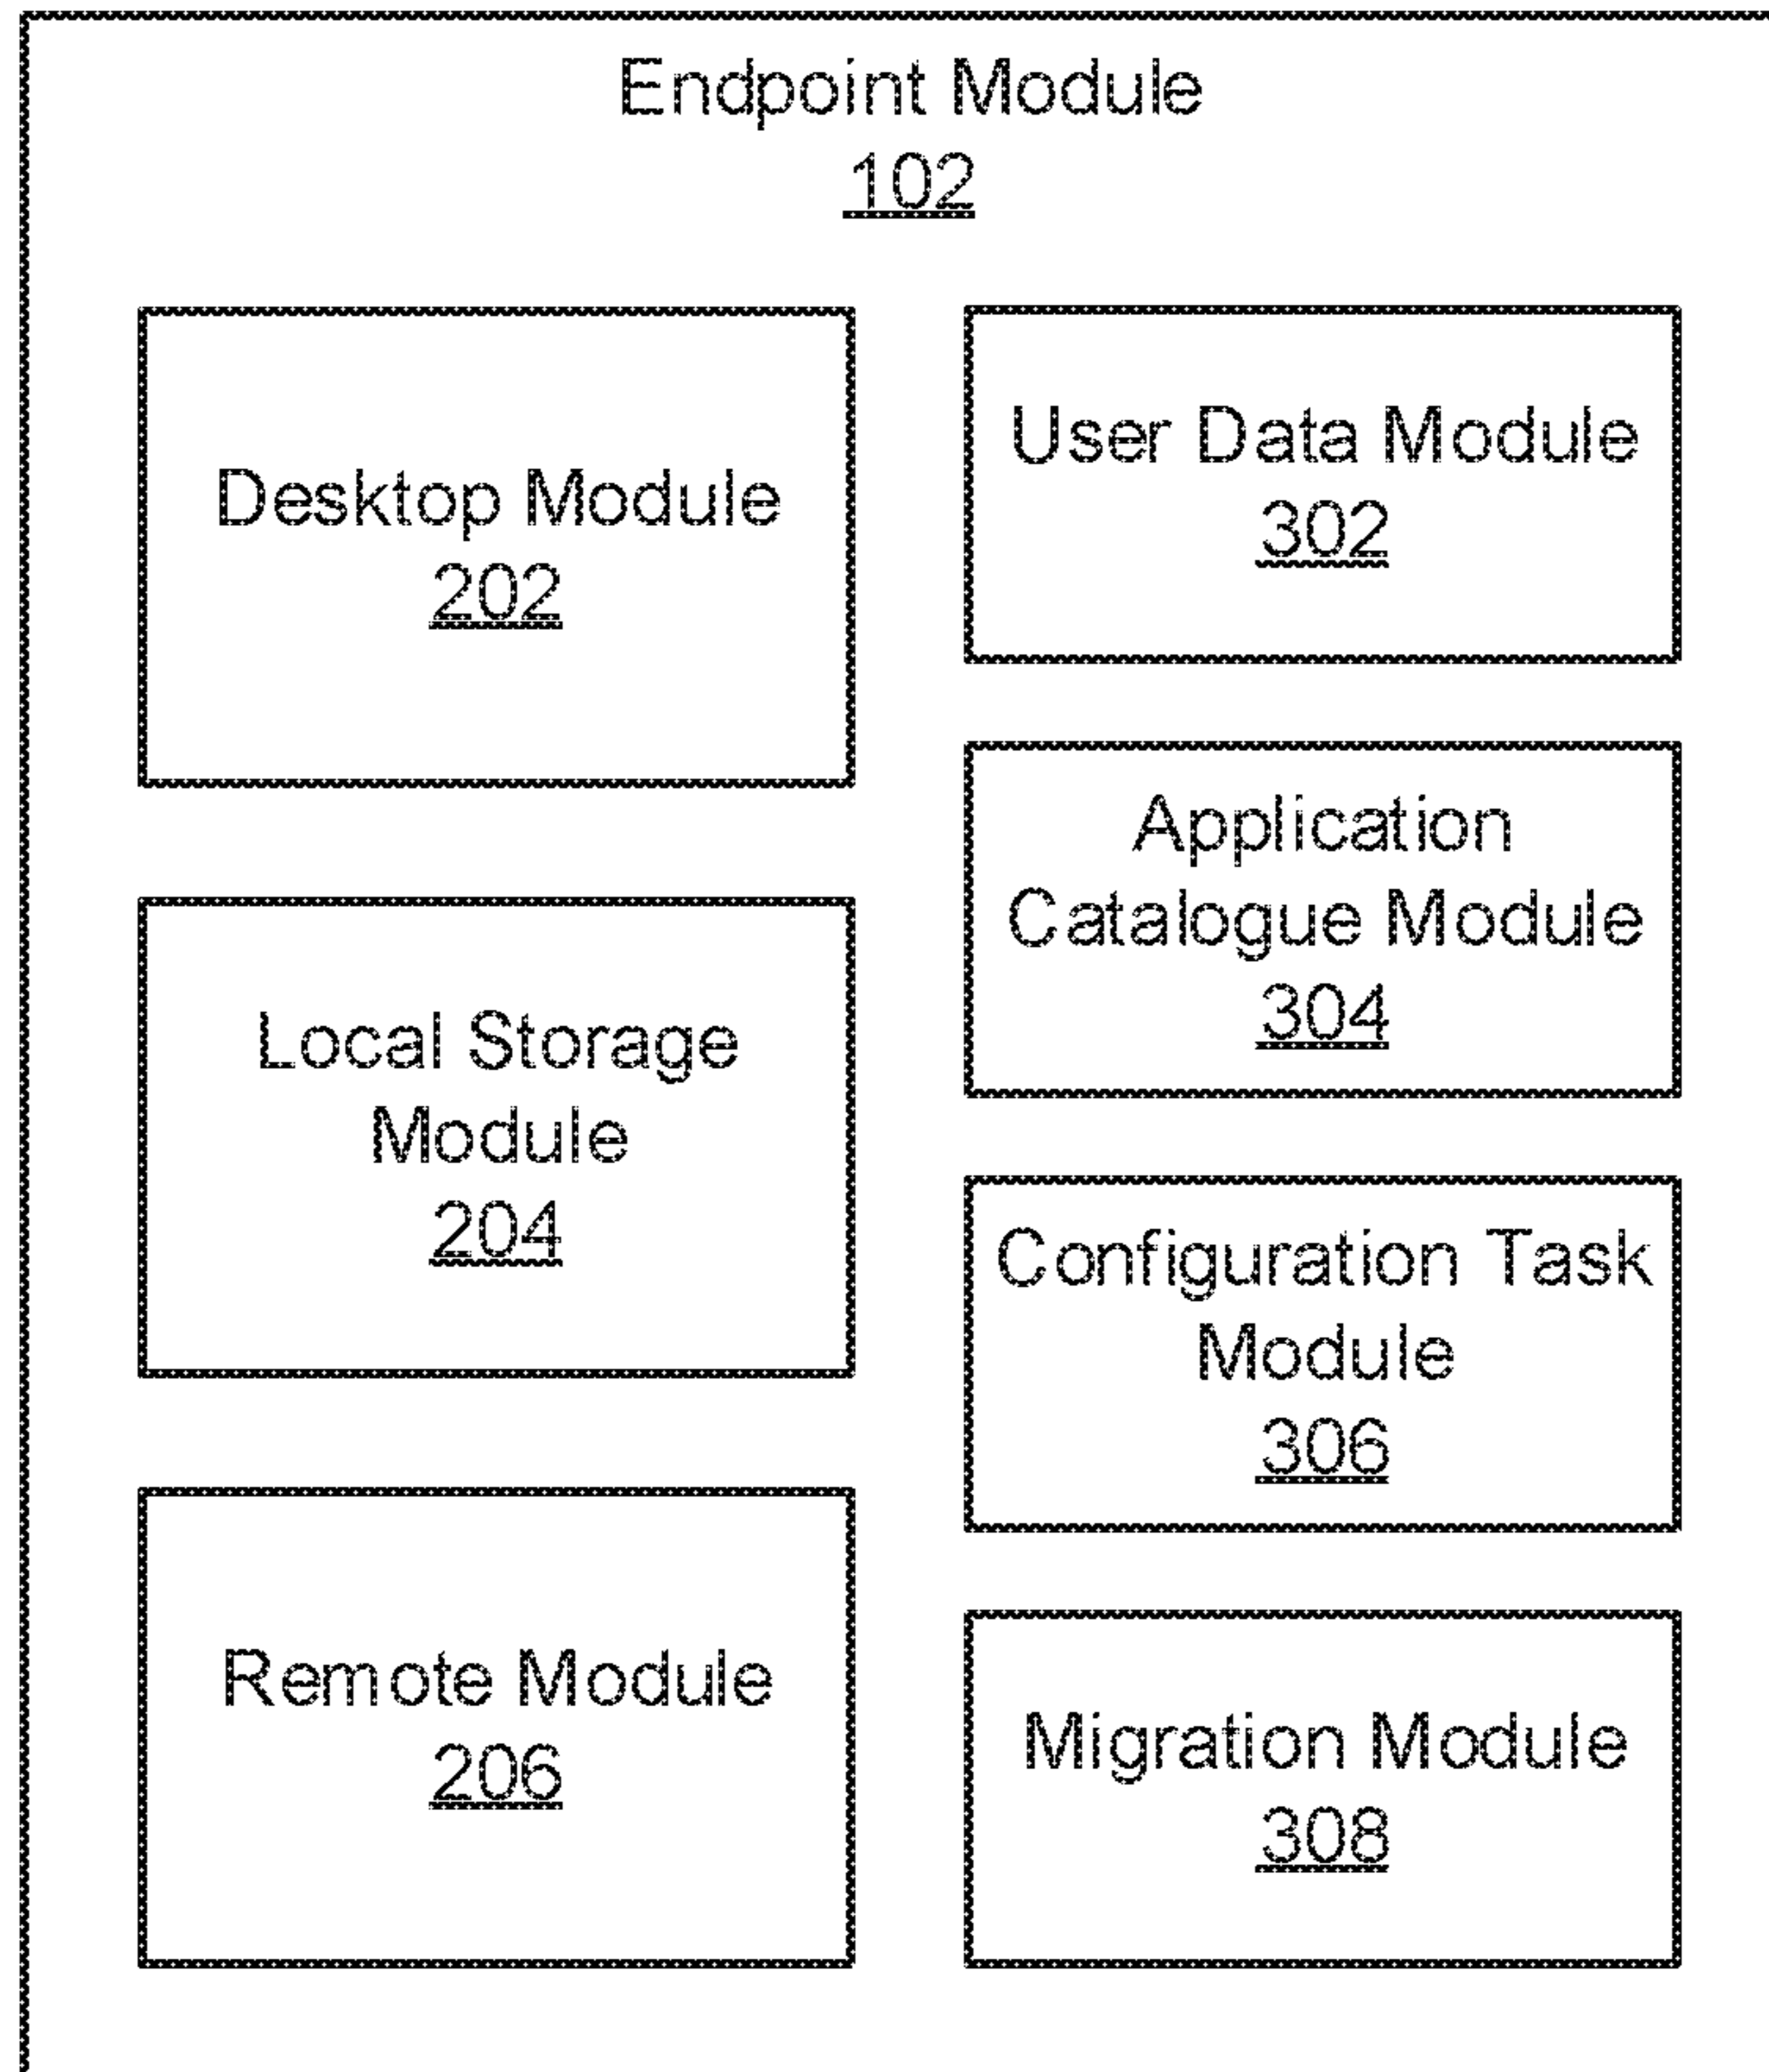 Endpoint Module
102
Desktop Module
202
Local Storage
Module
204
Remote Module
206
User Data Module
302
Application
Catalogue Module
304
Configuration Task
Module
306
Migration Module
308